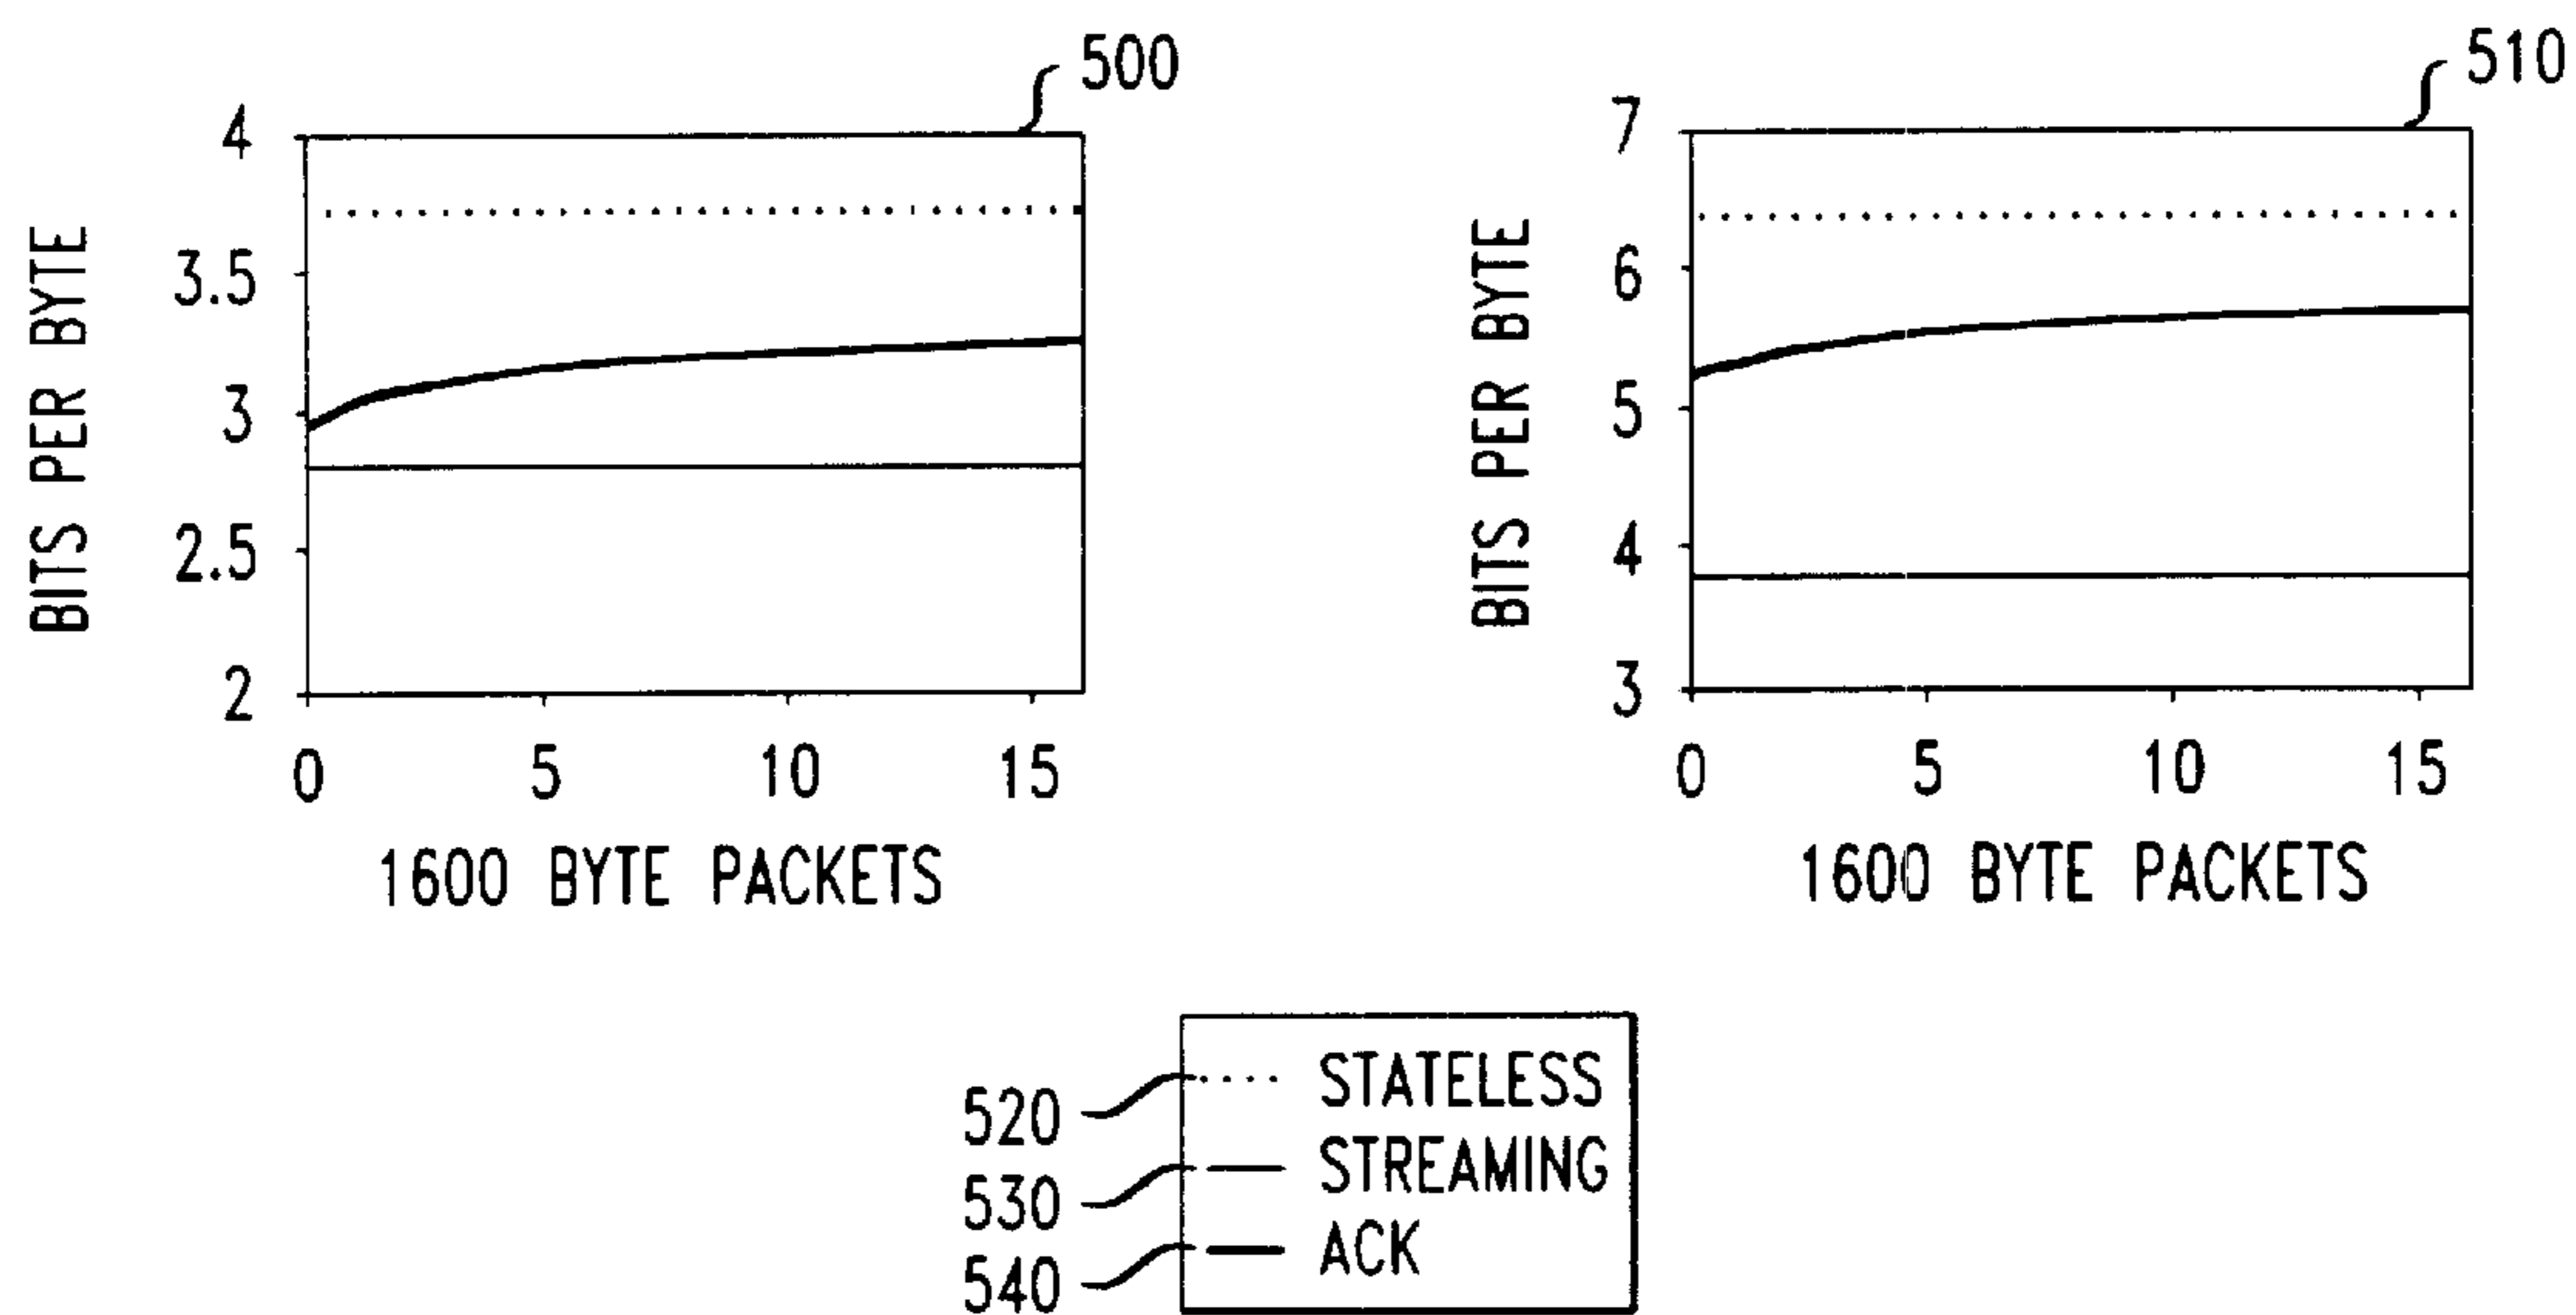 500
4
3.5
3
2.5
2
BITS PER BYTE
0 5 10 15
1600 BYTE PACKETS
510
7
6
5
4
3
BITS PER BYTE
0 5 10 15
1600 BYTE PACKETS
520 STATELESS
530 STREAMING
540 ACK